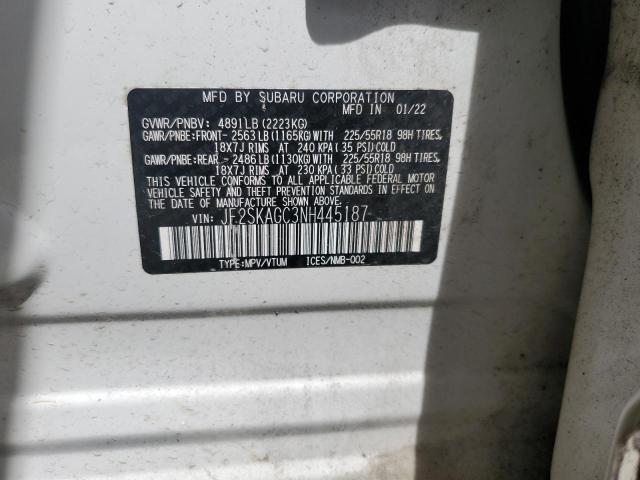 MFD BY SUBARU CORPORATION
MFD IN 01/22
GVWR/PNBV: 4891LB(2223KG)
GAWR/PNBE:FRONT- 2563LB(1165KG)WITH 225/55R18 98H TIRES,
18X7J RIMS AT 240 KPA(35 PSI)COLD
GAWR/PNBE:REAR - 2486LB(1130KG)WITH 225/55R18 98H TIRES,
18X7J RIMS AT 230 KPA(33 PSI)COLD
THIS VEHICLE CONFORMS TO ALL APPLICABLE FEDERAL MOTOR
VEHICLE SAFETY AND THEFT PREVENTION STANDARDS IN EFFECT ON
THE DATE OF MANUFACTURE SHOWN ABOVE.
VIN: JF2SKAGC3NH445187
TYPE:MPV/VTUM ICES/NMB-002